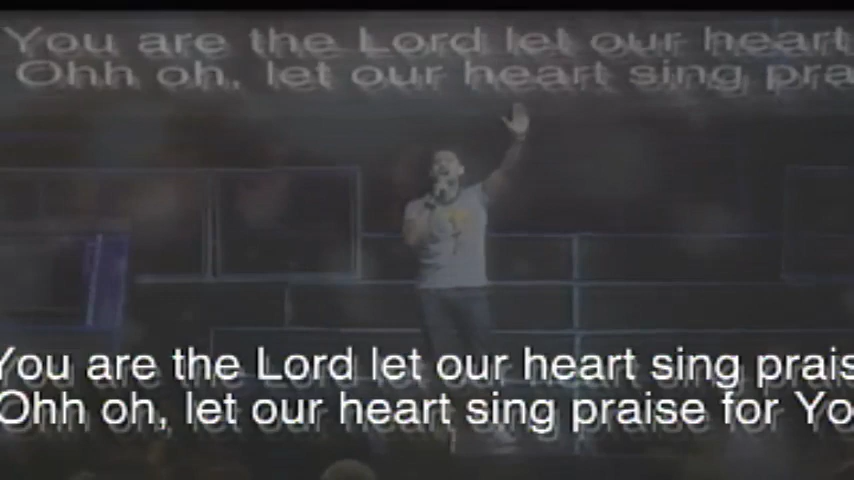 You are the Lord let our heart
Ohh oh, let our heart sing pra
You are the Lord let our heart sing prais
Ohh oh, let our heart sing praise for Yo